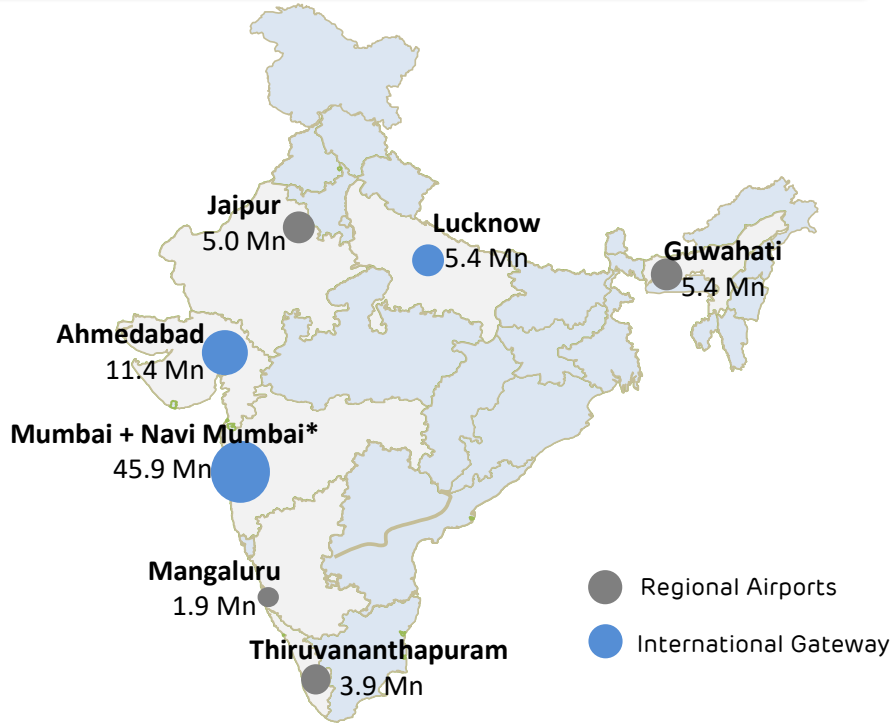 Jaipur
5.0 Mn
Lucknow
5.4 Mn
Guwahati
5.4 Mn
Ahmedabad
11.4 Mn
Mumbai + Navi Mumbai*
45.9 Mn
Mangaluru
1.9 Mn
Thiruvananthapuram
3.9 Mn
Regional Airports
International Gateway